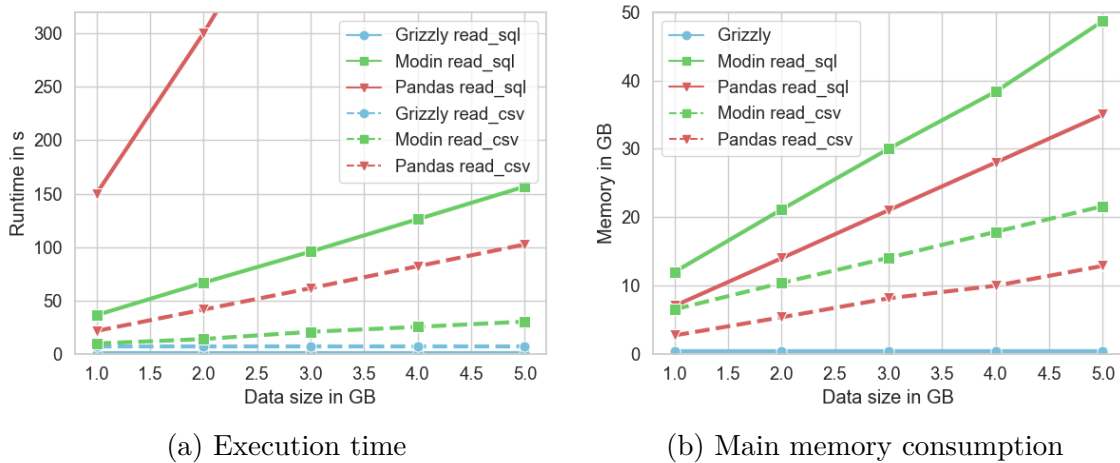 Runtime in s
300
250
200
150
100
50
0
Grizzly read_sql
Modin read_sql
Pandas read_sql
Grizzly read_csv
Modin read_csv
Pandas read_csv
1.0 1.5 2.0 2.5 3.0 3.5 4.0 4.5 5.0
Data size in GB
(a) Execution time
Memory in GB
50
40
30
20
10
0
Grizzly
Modin read_sql
Pandas read_sql
Modin read_csv
Pandas read_csv
1.0 1.5 2.0 2.5 3.0 3.5 4.0 4.5 5.0
Data size in GB
(b) Main memory consumption